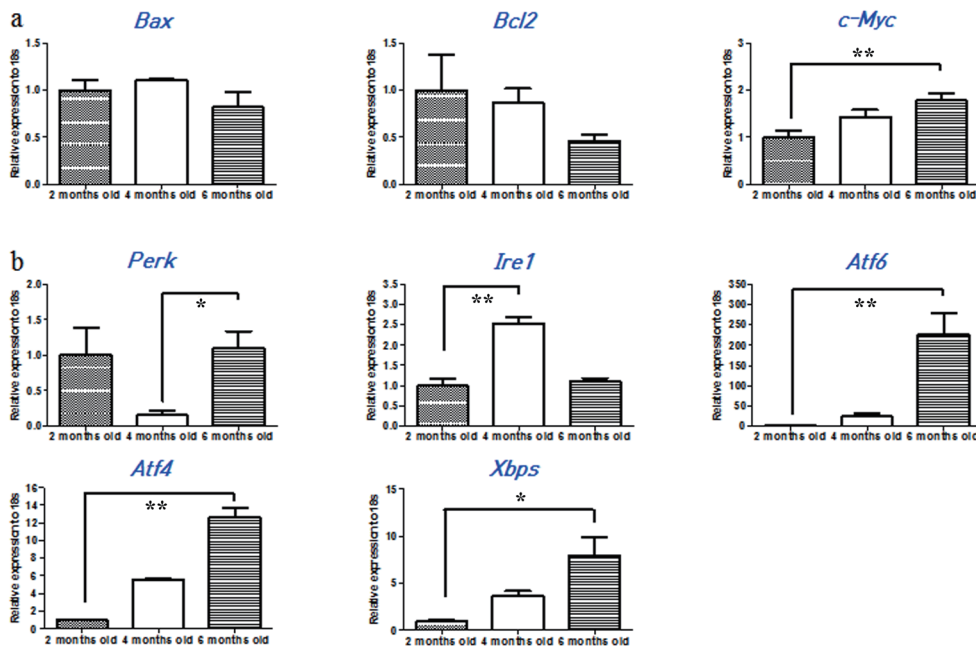 a
Bax
Relative expression to 18s
1.5
1.0
0.5
0.0
2 months old 4 months old 6 months old
Bcl2
Relative expression to 18s
1.5
1.0
0.5
0.0
2 months old 4 months old 6 months old
c-Myc
Relative expression to 18s
3
2
1
0
**
2 months old 4 months old 6 months old
b
Perk
Relative expression to 18s
2.0
1.5
1.0
0.5
0.0
*
2 months old 4 months old 6 months old
Ire1
Relative expression to 18s
3.5
3.0
2.5
2.0
1.5
1.0
0.5
0.0
**
2 months old 4 months old 6 months old
Atf6
Relative expression to 18s
350
300
250
200
150
100
50
0
**
2 months old 4 months old 6 months old
Atf4
Relative expression to 18s
16
14
12
10
8
6
4
2
0
**
2 months old 4 months old 6 months old
Xbps
Relative expression to 18s
15
10
5
0
*
2 months old 4 months old 6 months old